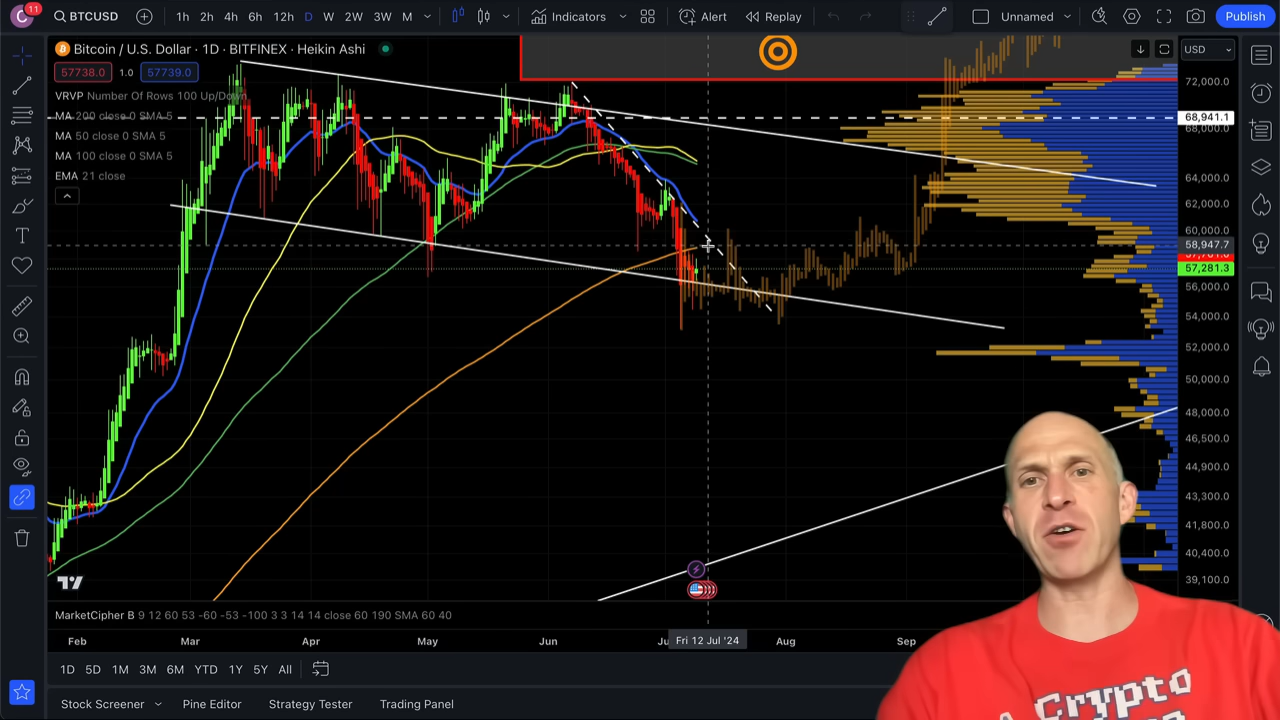 C 11 BTCUSD 1h 2h 4h 6h 12h D W 2W 3W M Indicators Alert Replay Unnamed Publish
Bitcoin / U.S. Dollar · 1D · BITFINEX · Heikin Ashi USD
57738.0 1.0 57739.0
VRVP Number Of Rows 100 Up/Down
MA 200 close 0 SMA 5
MA 50 close 0 SMA 5
MA 100 close 0 SMA 5
EMA 21 close
72,000.0
68,941.1
68,000.0
64,000.0
62,000.0
60,000.0
58,947.7
57,281.3
56,000.0
54,000.0
52,000.0
50,000.0
48,000.0
46,500.0
44,900.0
43,300.0
41,800.0
40,400.0
39,100.0
MarketCipher B 9 12 60 53 -60 -53 -100 3 3 14 14 close 60 190 SMA 60 40
Feb Mar Apr May Jun Fri 12 Jul '24 Aug Sep
1D 5D 1M 3M 6M YTD 1Y 5Y All
Stock Screener Pine Editor Strategy Tester Trading Panel
Crypto